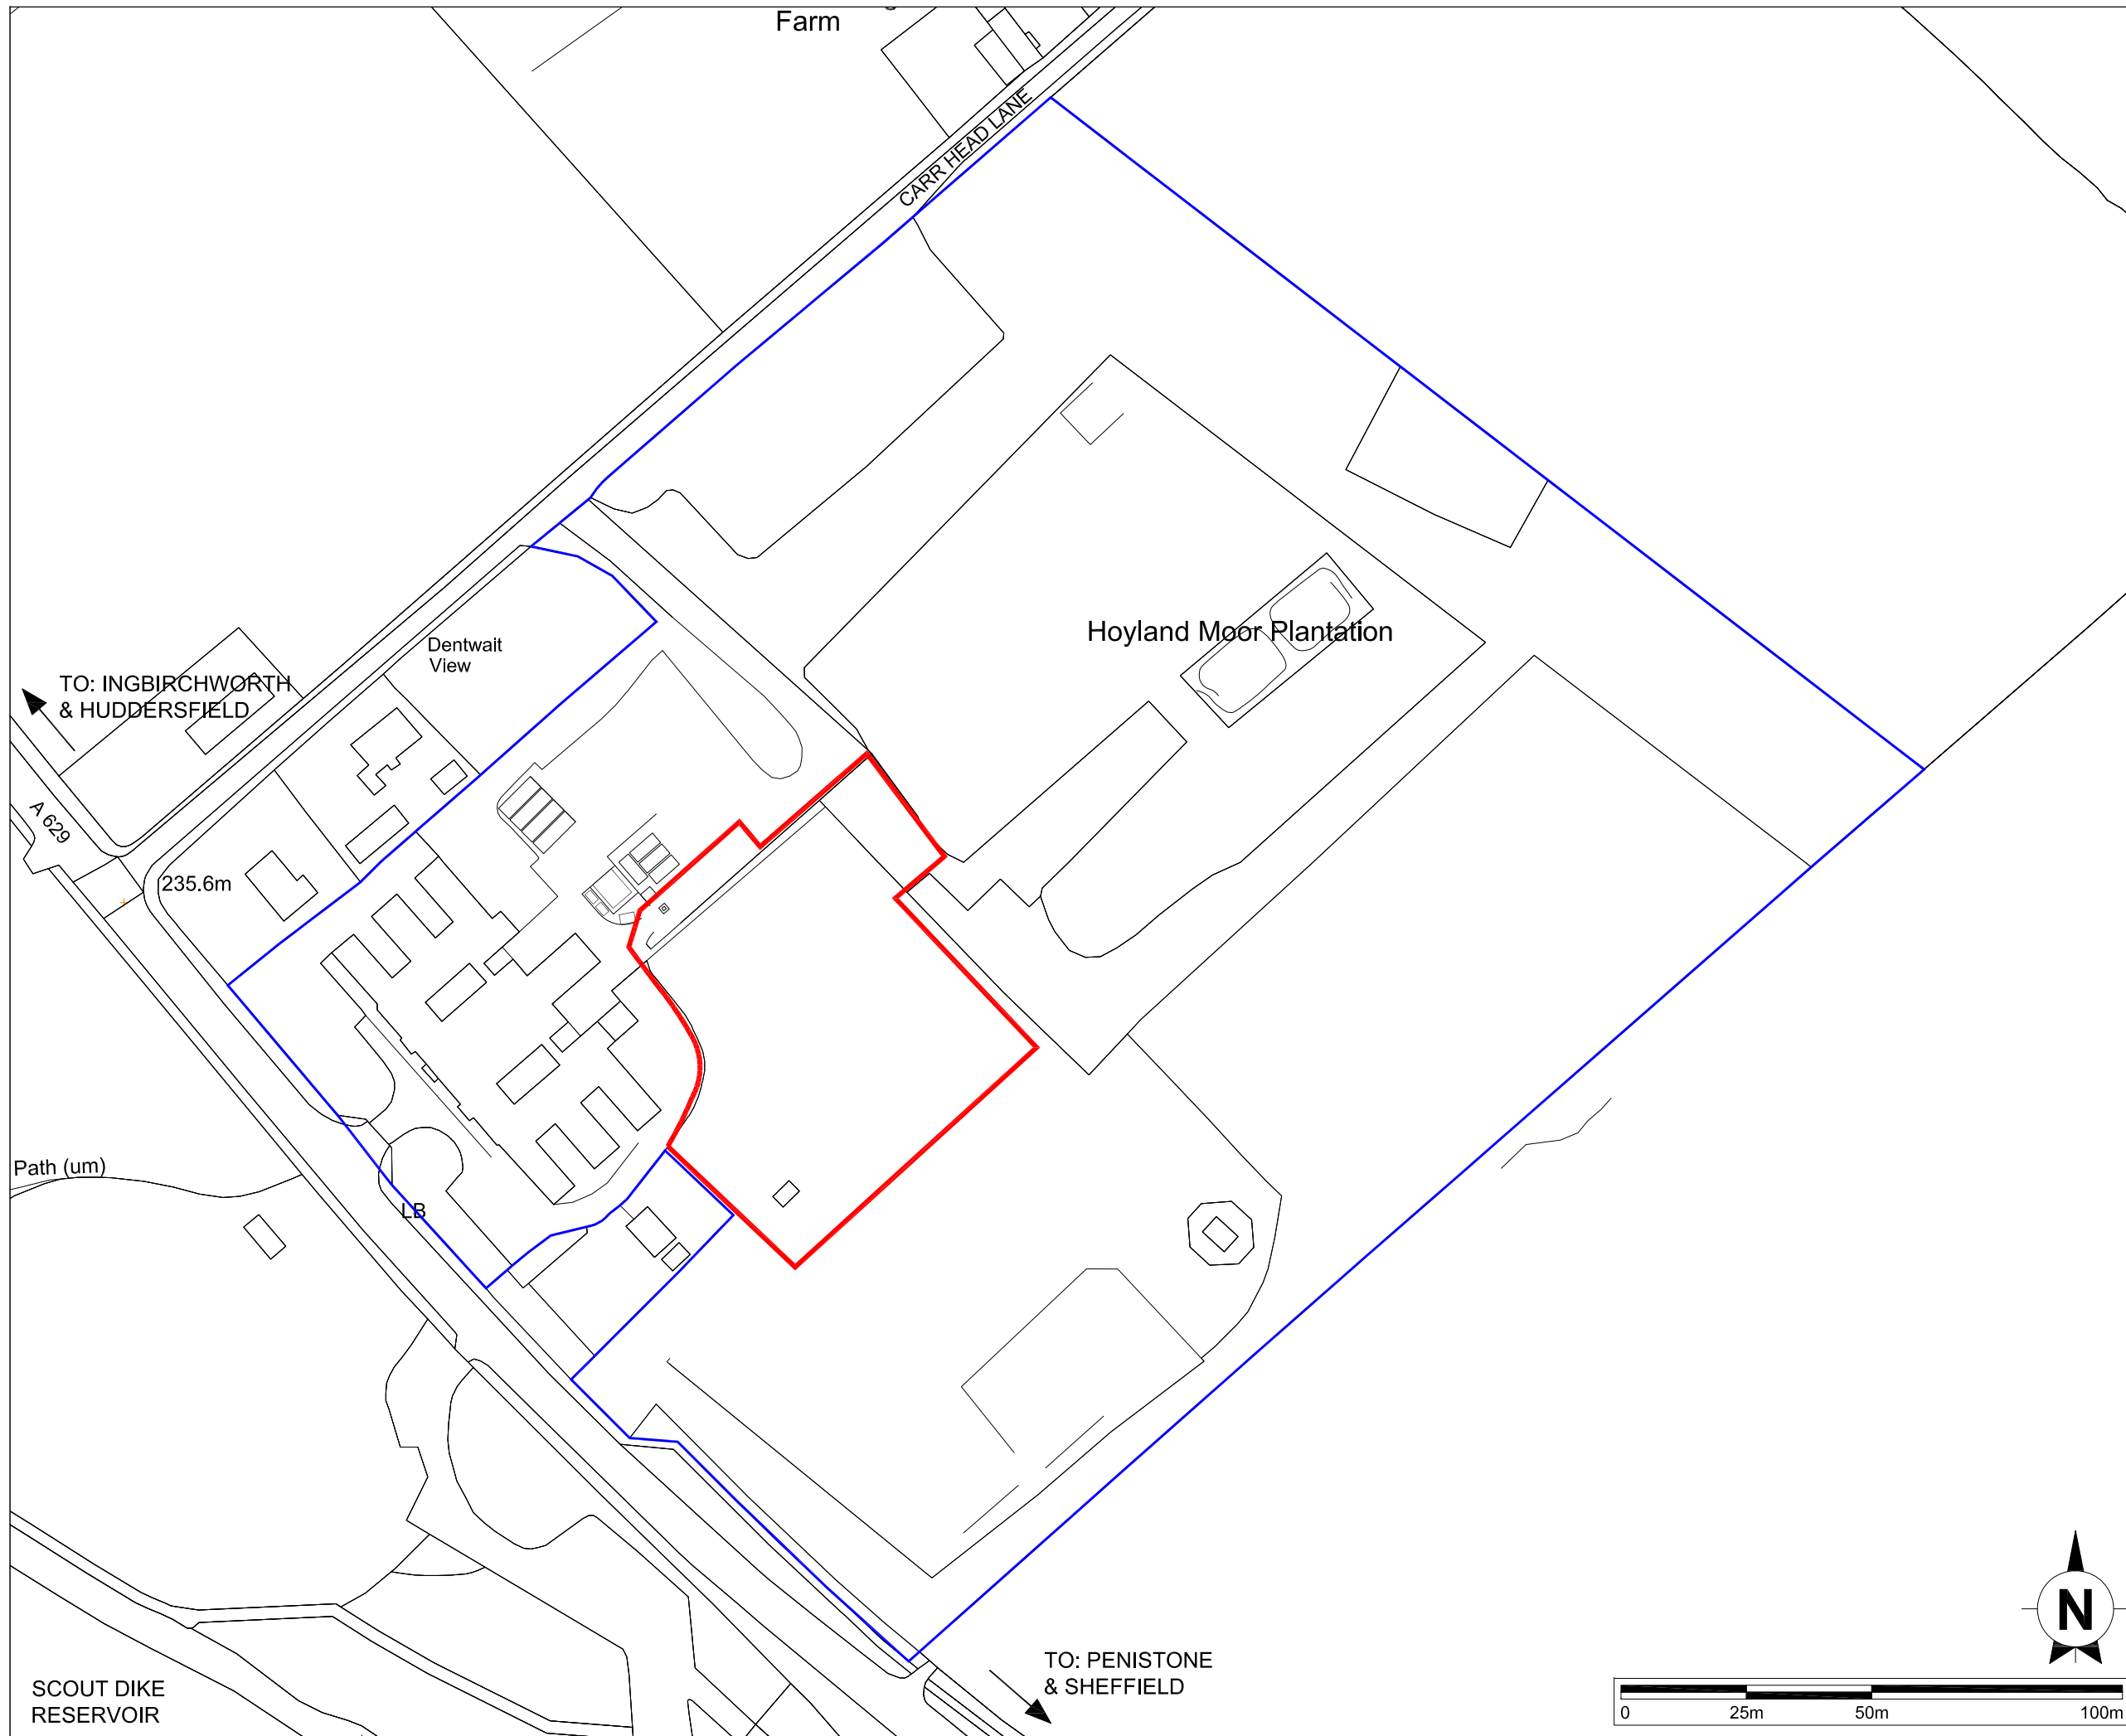 Farm
CARR HEAD LANE
Dentwait
View
Hoyland Moor Plantation
TO: INGBIRCHWORTH
& HUDDERSFIELD
A 629
235.6m
Path (um)
LB
TO: PENISTONE
& SHEFFIELD
SCOUT DIKE
RESERVOIR
N
0 25m 50m 100m